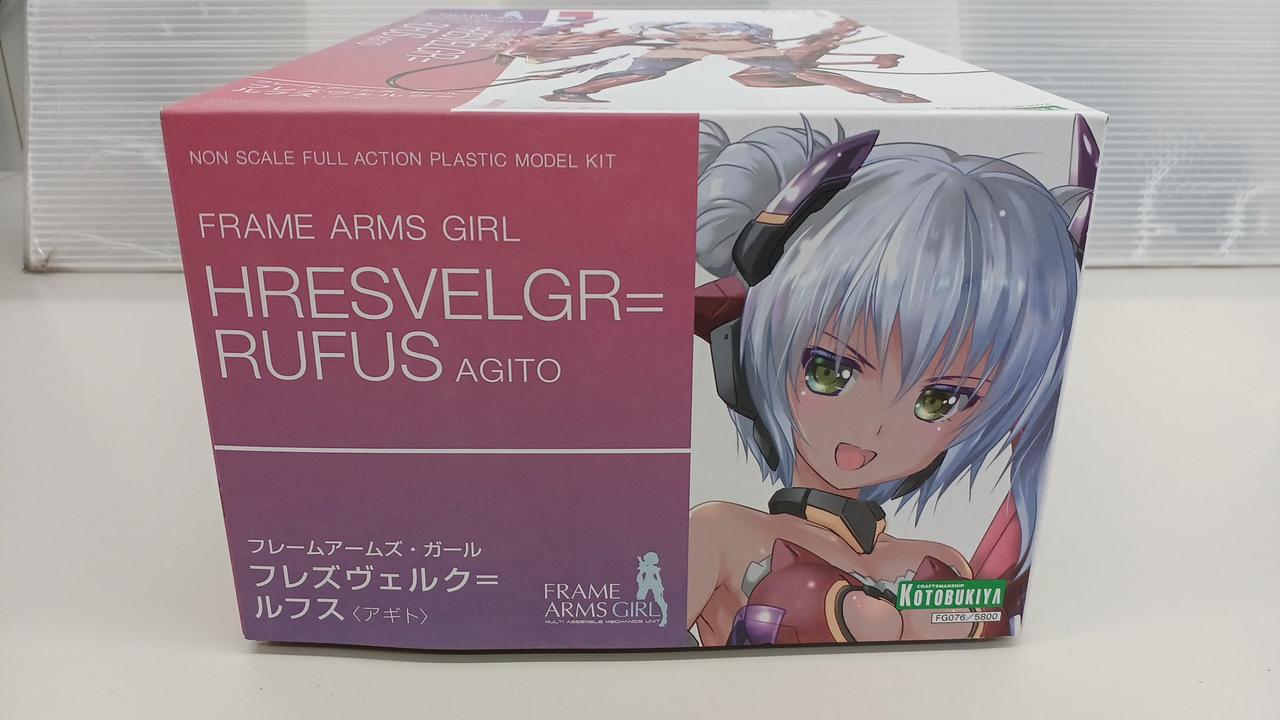 NON SCALE FULL ACTION PLASTIC MODEL KIT
FRAME ARMS GIRL
HRESVELGR=
RUFUS AGITO
フレームアームズ・ガール
フレズヴェルク=
ルフス〈アギト〉
FRAME
ARMS GIRL
MULTI ASSEMBLE MECHANICS UNIT
CRAFTSMANSHIP
KOTOBUKIYA
FG076/5800